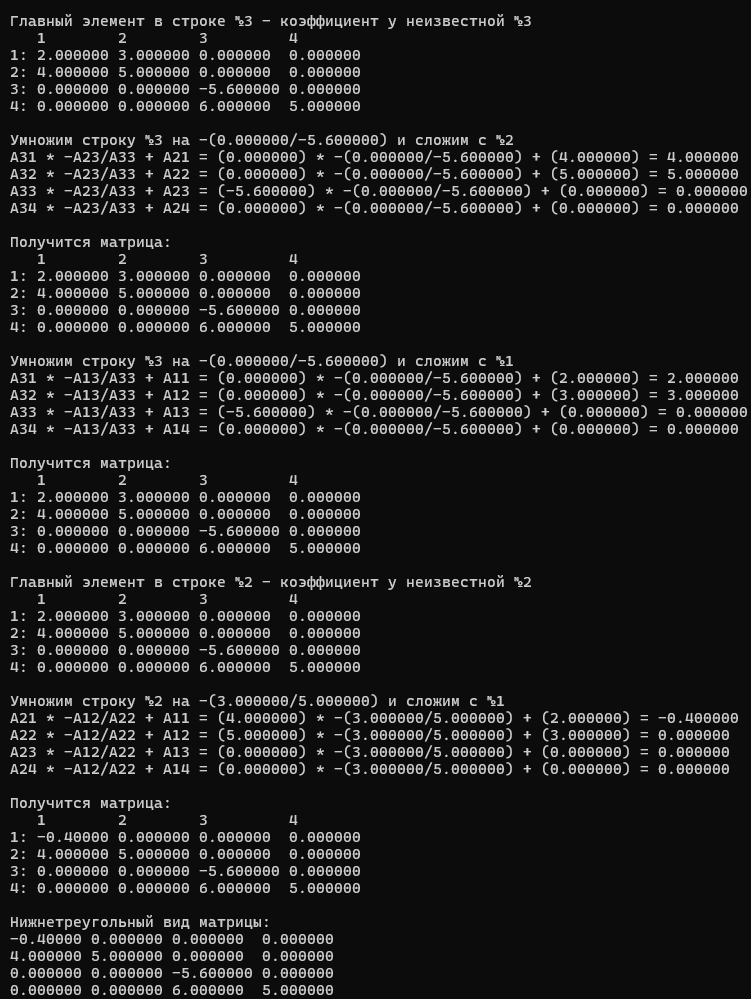 Главный элемент в строке №3 - коэффициент у неизвестной №3
1 2 3 4
1: 2.000000 3.000000 0.000000 0.000000
2: 4.000000 5.000000 0.000000 0.000000
3: 0.000000 0.000000 -5.600000 0.000000
4: 0.000000 0.000000 6.000000 5.000000
Умножим строку №3 на -(0.000000/-5.600000) и сложим с №2
A31 * -A23/A33 + A21 = (0.000000) * -(0.000000/-5.600000) + (4.000000) = 4.000000
A32 * -A23/A33 + A22 = (0.000000) * -(0.000000/-5.600000) + (5.000000) = 5.000000
A33 * -A23/A33 + A23 = (-5.600000) * -(0.000000/-5.600000) + (0.000000) = 0.000000
A34 * -A23/A33 + A24 = (0.000000) * -(0.000000/-5.600000) + (0.000000) = 0.000000
Получится матрица:
1 2 3 4
1: 2.000000 3.000000 0.000000 0.000000
2: 4.000000 5.000000 0.000000 0.000000
3: 0.000000 0.000000 -5.600000 0.000000
4: 0.000000 0.000000 6.000000 5.000000
Умножим строку №3 на -(0.000000/-5.600000) и сложим с №1
A31 * -A13/A33 + A11 = (0.000000) * -(0.000000/-5.600000) + (2.000000) = 2.000000
A32 * -A13/A33 + A12 = (0.000000) * -(0.000000/-5.600000) + (3.000000) = 3.000000
A33 * -A13/A33 + A13 = (-5.600000) * -(0.000000/-5.600000) + (0.000000) = 0.000000
A34 * -A13/A33 + A14 = (0.000000) * -(0.000000/-5.600000) + (0.000000) = 0.000000
Получится матрица:
1 2 3 4
1: 2.000000 3.000000 0.000000 0.000000
2: 4.000000 5.000000 0.000000 0.000000
3: 0.000000 0.000000 -5.600000 0.000000
4: 0.000000 0.000000 6.000000 5.000000
Главный элемент в строке №2 - коэффициент у неизвестной №2
1 2 3 4
1: 2.000000 3.000000 0.000000 0.000000
2: 4.000000 5.000000 0.000000 0.000000
3: 0.000000 0.000000 -5.600000 0.000000
4: 0.000000 0.000000 6.000000 5.000000
Умножим строку №2 на -(3.000000/5.000000) и сложим с №1
A21 * -A12/A22 + A11 = (4.000000) * -(3.000000/5.000000) + (2.000000) = -0.400000
A22 * -A12/A22 + A12 = (5.000000) * -(3.000000/5.000000) + (3.000000) = 0.000000
A23 * -A12/A22 + A13 = (0.000000) * -(3.000000/5.000000) + (0.000000) = 0.000000
A24 * -A12/A22 + A14 = (0.000000) * -(3.000000/5.000000) + (0.000000) = 0.000000
Получится матрица:
1 2 3 4
1: -0.40000 0.000000 0.000000 0.000000
2: 4.000000 5.000000 0.000000 0.000000
3: 0.000000 0.000000 -5.600000 0.000000
4: 0.000000 0.000000 6.000000 5.000000
Нижнетреугольный вид матрицы:
-0.40000 0.000000 0.000000 0.000000
4.000000 5.000000 0.000000 0.000000
0.000000 0.000000 -5.600000 0.000000
0.000000 0.000000 6.000000 5.000000